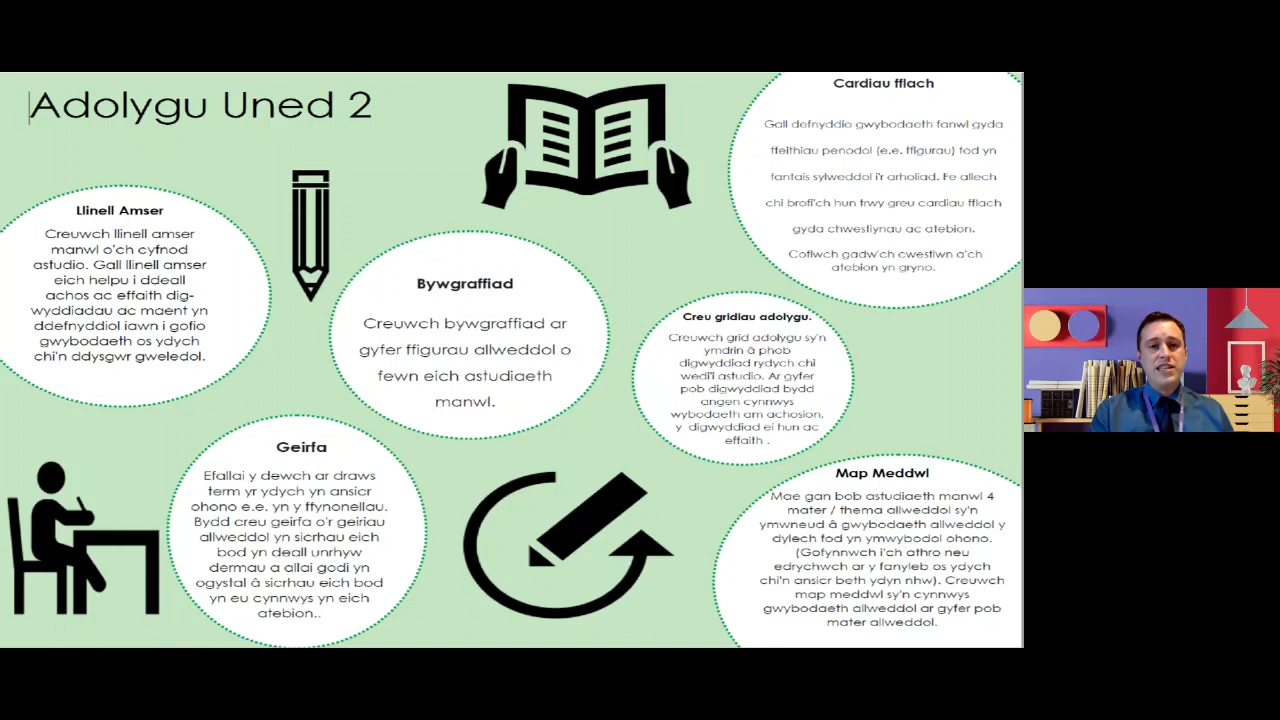 Adolygu Uned 2
Llinell Amser
Creuwch llinell amser
manwl o'ch cyfnod
astudio. Gall llinell amser
eich helpu i ddeall
achos ac effaith dig-
wyddiadau ac maent yn
ddefnyddiol iawn i gofio
gwybodaeth os ydych
chi'n ddysgwr gweledol.
Bywgraffiad
Creuwch bywgraffiad ar
gyfer ffigurau allweddol o
fewn eich astudiaeth
manwl.
Cardiau fflach
Gall defnyddio gwybodaeth fanwl gyda
ffeithiau penodol (e.e. ffigurau) fod yn
fantais sylweddol i'r arholiad. Fe allech
chi brofi'ch hun trwy greu cardiau fflach
gyda chwestiynau ac atebion.
Cofiwch gadw'ch cwestiwn a'ch
atebion yn gryno.
Creu gridiau adolygu.
Creuwch grid adolygu sy'n
ymdrin â phob
digwyddiad rydych chi
wedi'i astudio. Ar gyfer
pob digwyddiad bydd
angen cynnwys
wybodaeth am achosion,
y digwyddiad ei hun ac
effaith .
Geirfa
Efallai y dewch ar draws
term yr ydych yn ansicr
ohono e.e. yn y ffynonellau.
Bydd creu geirfa o'r geiriau
allweddol yn sicrhau eich
bod yn deall unrhyw
dermau a allai godi yn
ogystal â sicrhau eich bod
yn eu cynnwys yn eich
atebion..
Map Meddwl
Mae gan bob astudiaeth manwl 4
mater / thema allweddol sy'n
ymwneud â gwybodaeth allweddol y
dylech fod yn ymwybodol ohono.
(Gofynnwch i'ch athro neu
edrychwch ar y fanyleb os ydych
chi'n ansicr beth ydyn nhw). Creuwch
map meddwl sy'n cynnwys
gwybodaeth allweddol ar gyfer pob
mater allweddol.